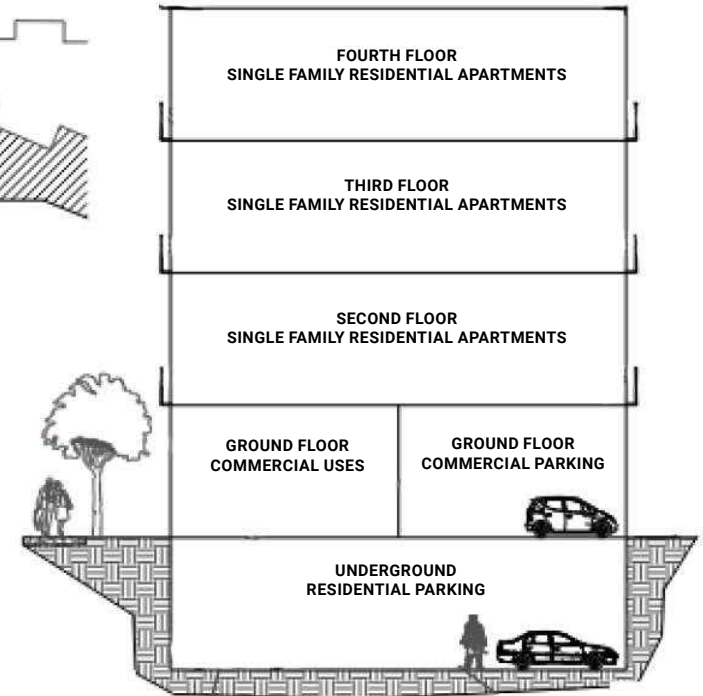 FOURTH FLOOR
SINGLE FAMILY RESIDENTIAL APARTMENTS
THIRD FLOOR
SINGLE FAMILY RESIDENTIAL APARTMENTS
SECOND FLOOR
SINGLE FAMILY RESIDENTIAL APARTMENTS
GROUND FLOOR
COMMERCIAL USES
GROUND FLOOR
COMMERCIAL PARKING
UNDERGROUND
RESIDENTIAL PARKING